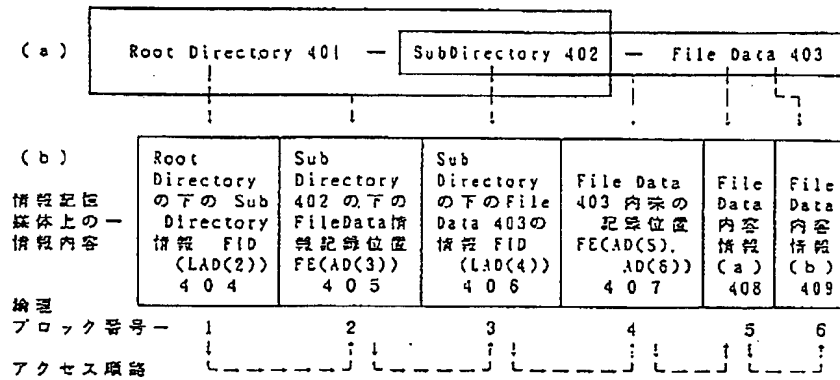 (a)
Root Directory 401 — SubDirectory 402 — File Data 403
(b)
情報記憶
媒体上の
情報内容
Root
Directory
の下の Sub
Directory
情報 FID
(LAD(2))
404
Sub
Directory
402 の下の
FileData情
報記録位置
FE(AD(3))
405
Sub
Directory
の下のFile
Data 403の
情報 FID
(LAD(4))
406
File Data
403 内容の
記録位置
FE(AD(5),
AD(6))
407
File
Data
内容
情報
(a)
408
File
Data
内容
情報
(b)
409
論理
ブロック番号 1 2 3 4 5 6
アクセス順路